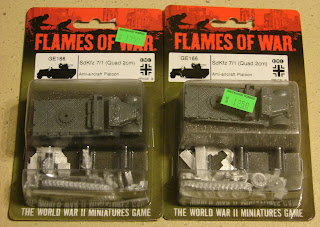 FLAMES OF WAR
GE166
SdKfz 7/1 (Quad 2cm)
Anti-aircraft Platoon
THE WORLD WAR II MINIATURES GAME
FLAMES OF WAR
GE166
SdKfz 7/1 (Quad 2cm)
Anti-aircraft Platoon
THE WORLD WAR II MINIATURES GAME